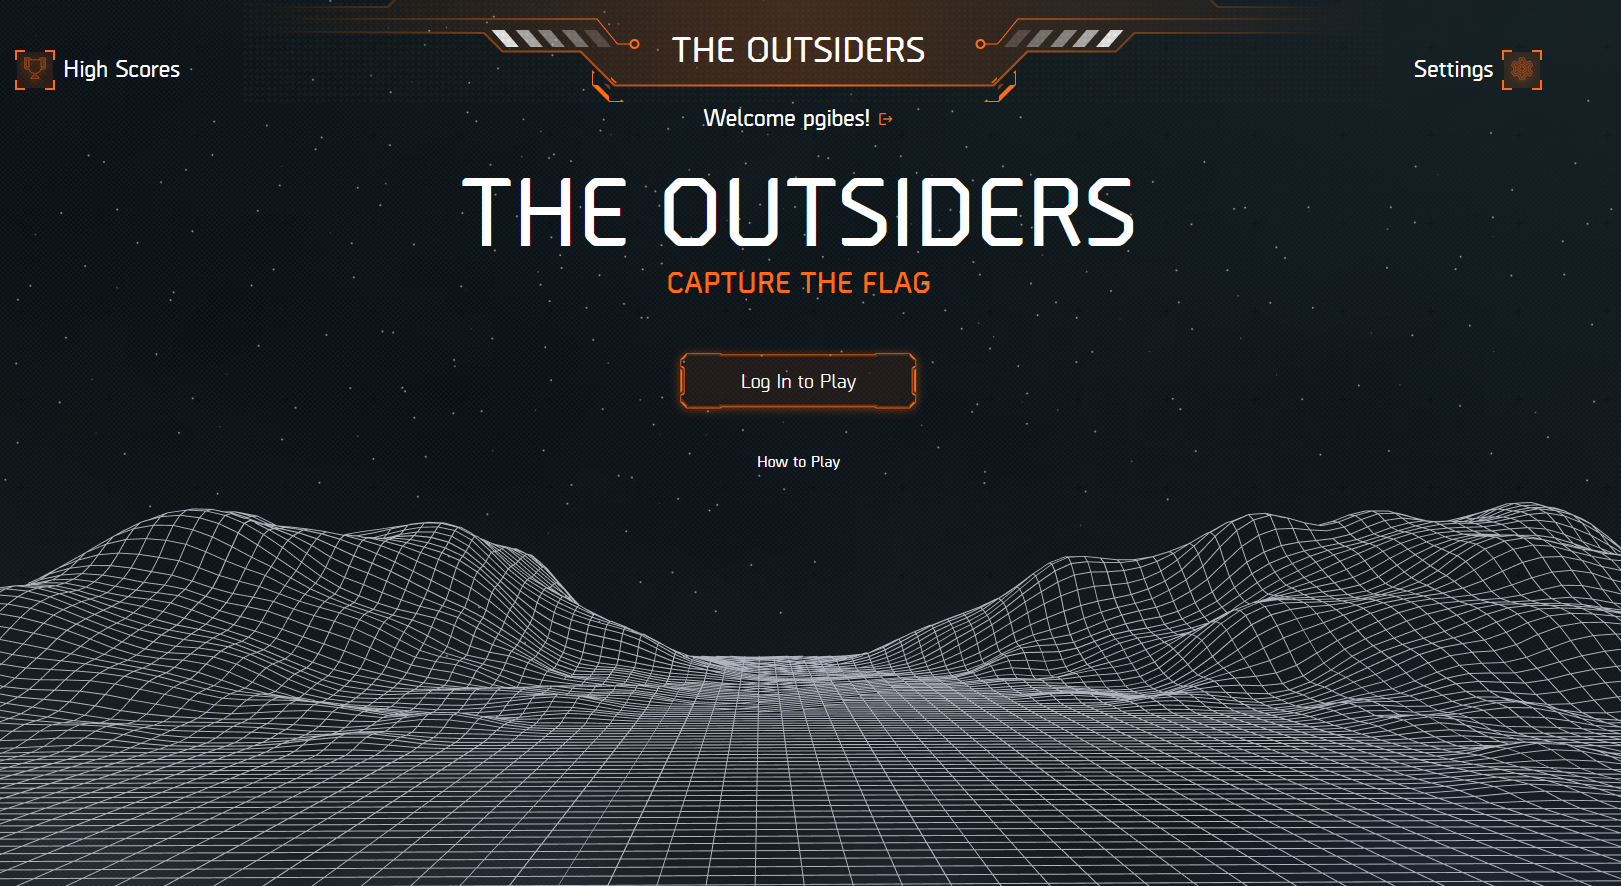 THE OUTSIDERS
High Scores
Settings
Welcome pgibes!
THE OUTSIDERS
CAPTURE THE FLAG
Log In to Play
How to Play